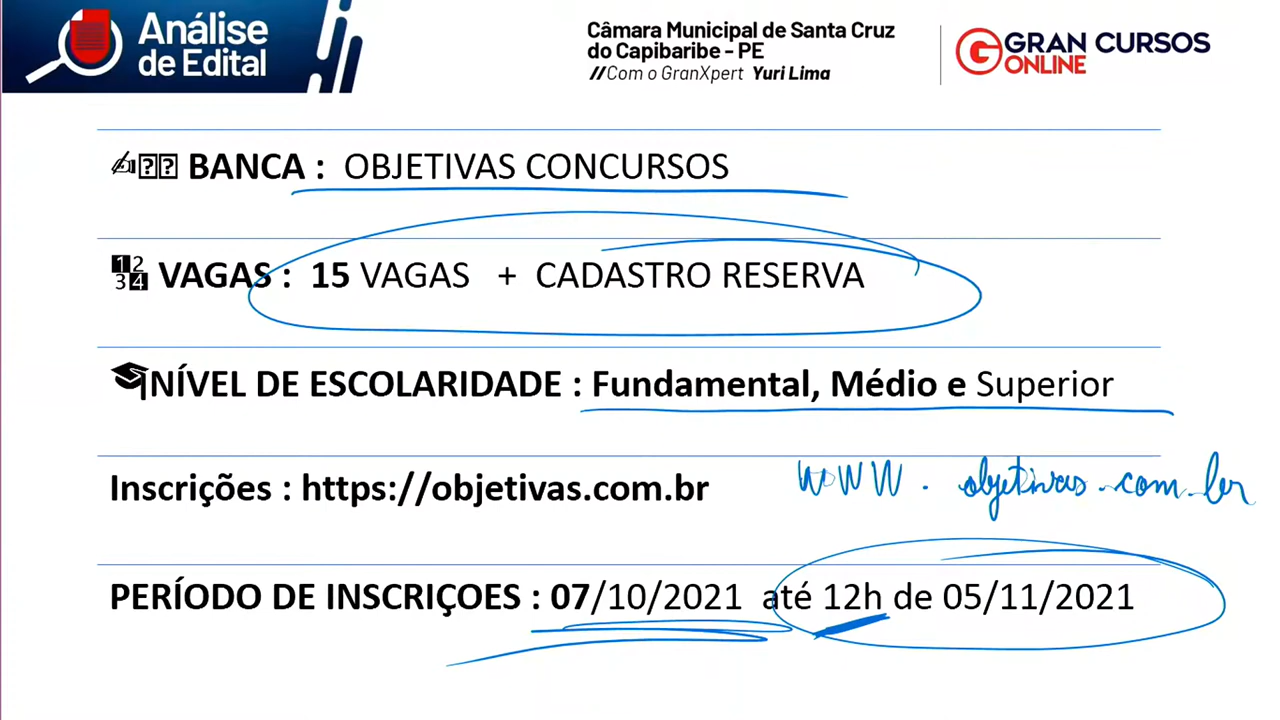 Análise
de Edital
Câmara Municipal de Santa Cruz
do Capibaribe - PE
//Com o GranXpert Yuri Lima
G GRAN CURSOS
ONLINE
BANCA : OBJETIVAS CONCURSOS
1234 VAGAS : 15 VAGAS + CADASTRO RESERVA
NÍVEL DE ESCOLARIDADE : Fundamental, Médio e Superior
Inscrições : https://objetivas.com.br
www.objetivas.com.br
PERÍODO DE INSCRIÇOES : 07/10/2021 até 12h de 05/11/2021